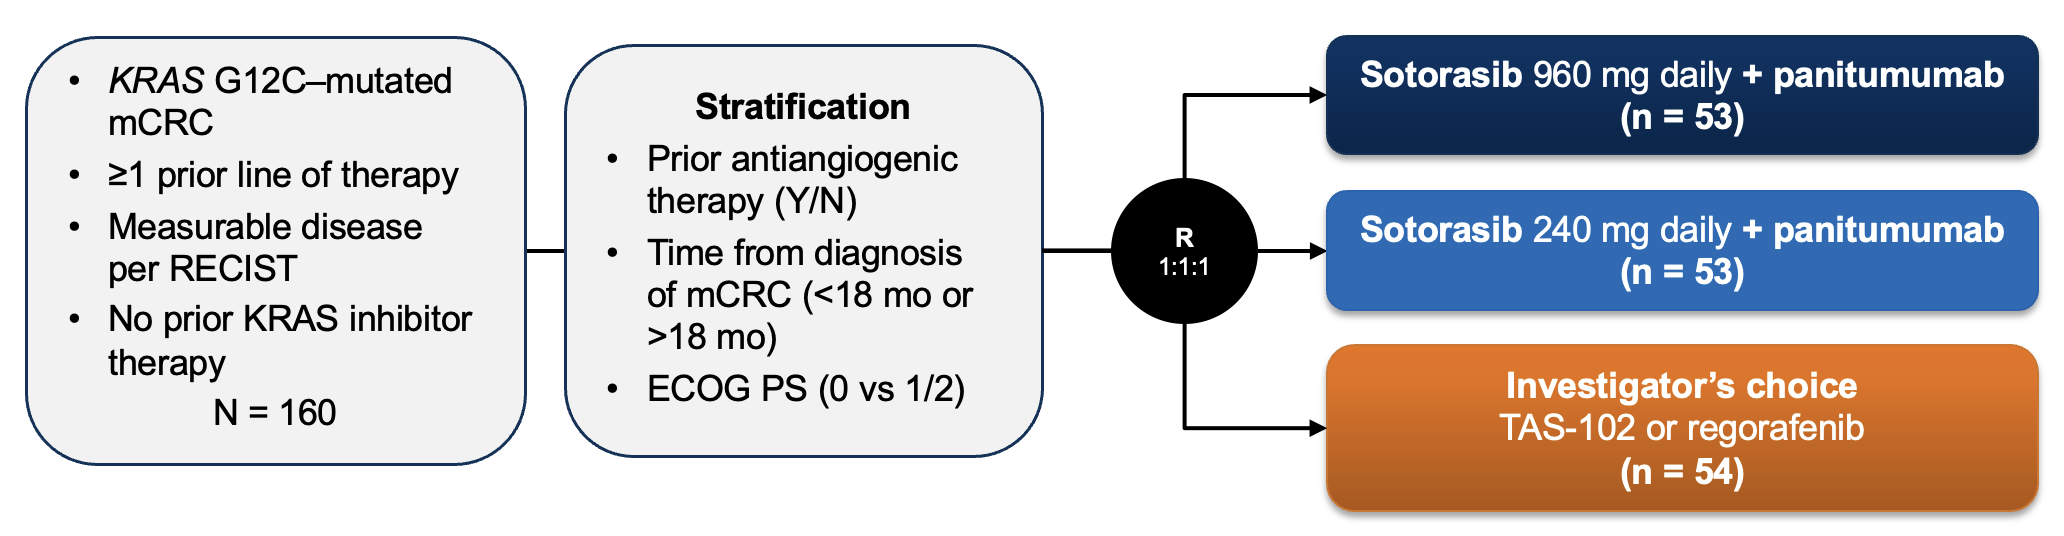 • KRAS G12C–mutated
mCRC
• ≥1 prior line of therapy
• Measurable disease
per RECIST
• No prior KRAS inhibitor
therapy
N = 160
Stratification
• Prior antiangiogenic
therapy (Y/N)
• Time from diagnosis
of mCRC (<18 mo or
>18 mo)
• ECOG PS (0 vs 1/2)
R
1:1:1
Sotorasib 960 mg daily + panitumumab
(n = 53)
Sotorasib 240 mg daily + panitumumab
(n = 53)
Investigator’s choice
TAS-102 or regorafenib
(n = 54)